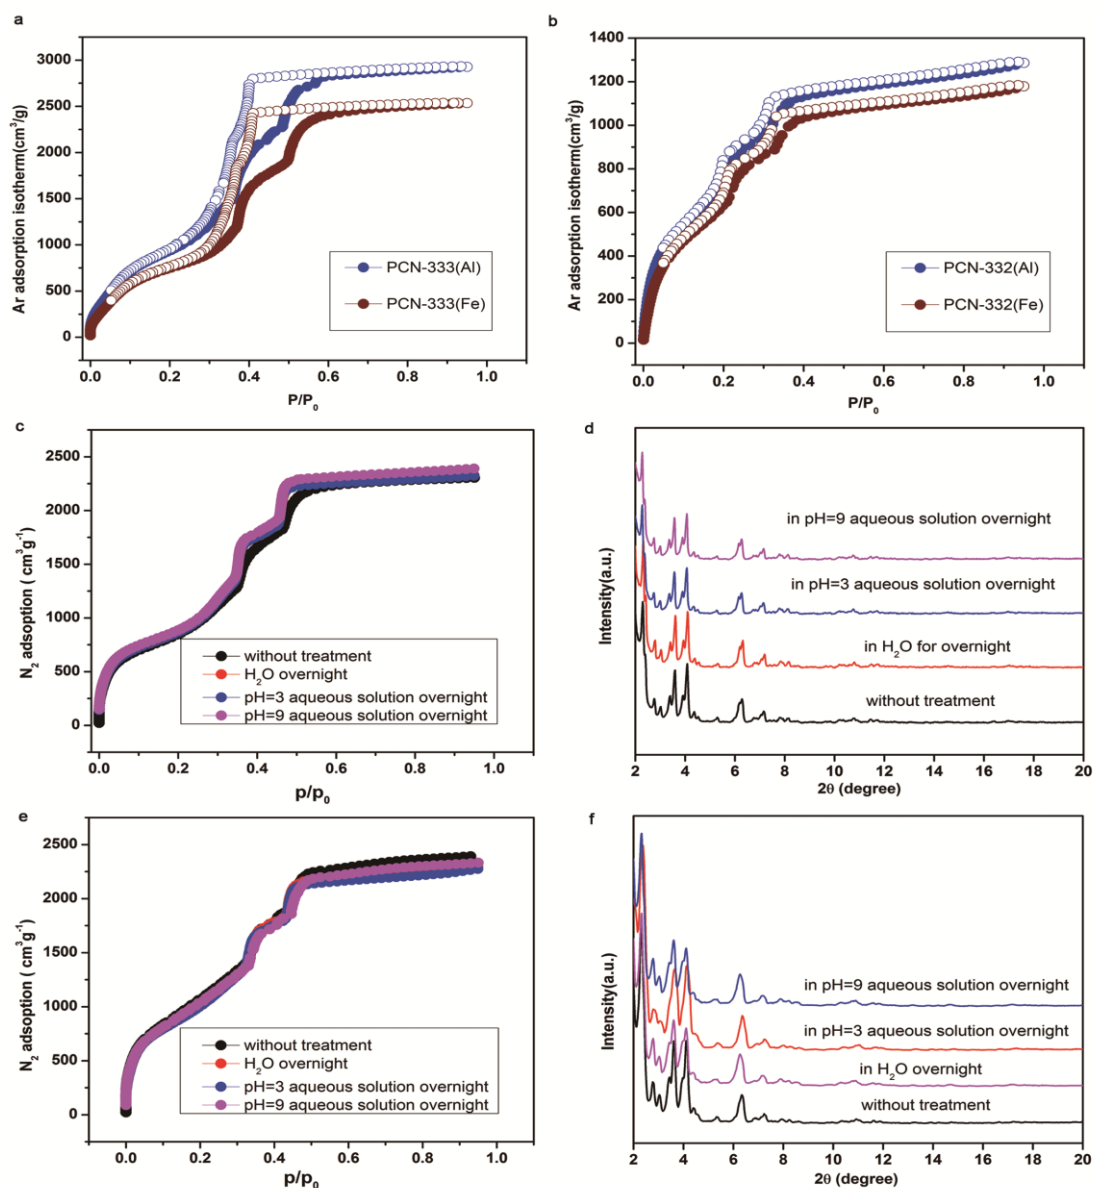 a
3000
2500
2000
1500
1000
500
0
Ar adsorption isotherm(cm³/g)
PCN-333(Al)
PCN-333(Fe)
0.0 0.2 0.4 0.6 0.8 1.0
P/P₀
b
1400
1200
1000
800
600
400
200
0
Ar adsorption isotherm(cm³/g)
PCN-332(Al)
PCN-332(Fe)
0.0 0.2 0.4 0.6 0.8 1.0
P/P₀
c
2500
2000
1500
1000
500
0
N₂ adsoption ( cm³g⁻¹)
without treatment
H₂O overnight
pH=3 aqueous solution overnight
pH=9 aqueous solution overnight
0.0 0.2 0.4 0.6 0.8 1.0
p/p₀
d
Intensity(a.u.)
in pH=9 aqueous solution overnight
in pH=3 aqueous solution overnight
in H₂O for overnight
without treatment
2 4 6 8 10 12 14 16 18 20
2θ (degree)
e
2500
2000
1500
1000
500
0
N₂ adsoption ( cm³g⁻¹)
without treatment
H₂O overnight
pH=3 aqueous solution overnight
pH=9 aqueous solution overnight
0.0 0.2 0.4 0.6 0.8 1.0
p/p₀
f
Intensity(a.u.)
in pH=9 aqueous solution overnight
in pH=3 aqueous solution overnight
in H₂O overnight
without treatment
2 4 6 8 10 12 14 16 18 20
2θ (degree)